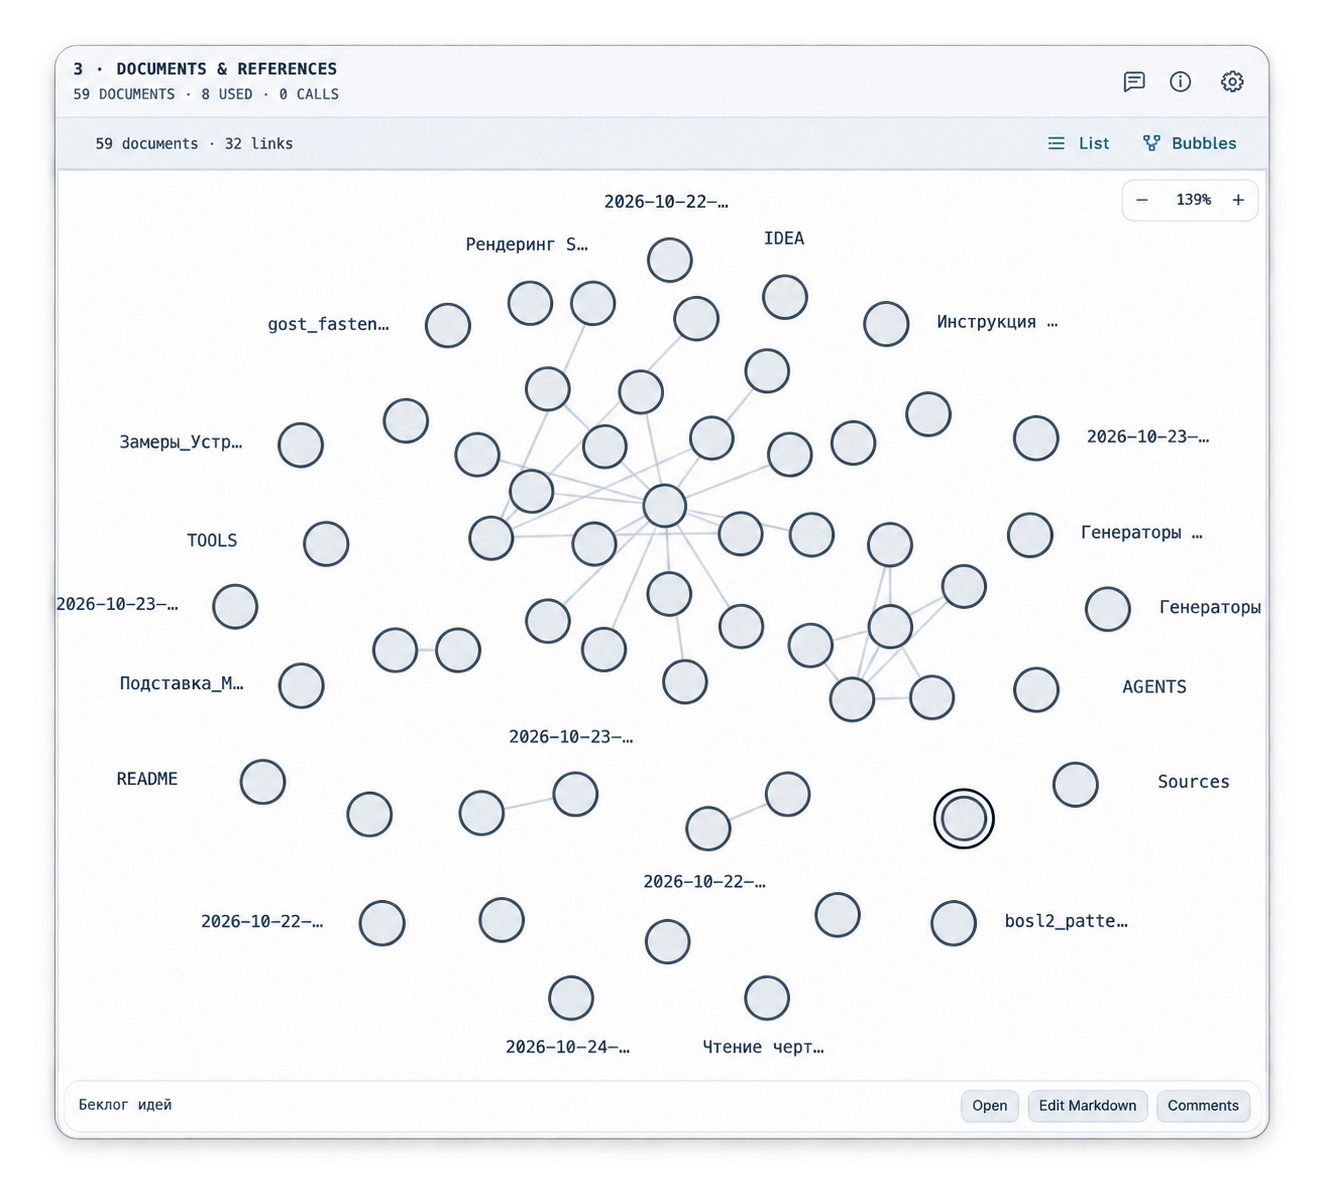 3 · DOCUMENTS & REFERENCES
59 DOCUMENTS · 8 USED · 0 CALLS
59 documents · 32 links
List
Bubbles
139%
2026-10-22-…
Рендеринг S…
IDEA
gost_fasten…
Инструкция …
Замеры_Устр…
2026-10-23-…
TOOLS
Генераторы …
2026-10-23-…
Генераторы
Подставка_М…
AGENTS
2026-10-23-…
README
Sources
2026-10-22-…
2026-10-22-…
bosl2_patte…
2026-10-24-…
Чтение черт…
Беклог идей
Open
Edit Markdown
Comments